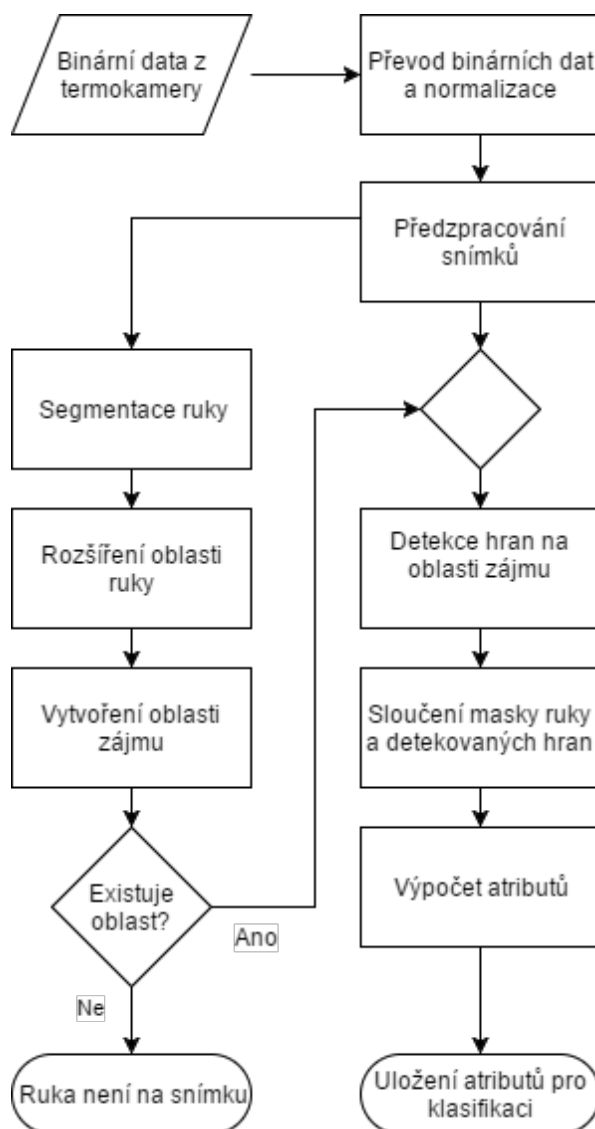 Binární data z
termokamery
Převod binárních dat
a normalizace
Předzpracování
snímků
Segmentace ruky
Rozšíření oblasti
ruky
Detekce hran na
oblasti zájmu
Vytvoření oblasti
zájmu
Sloučení masky ruky
a detekovaných hran
Existuje
oblast?
Ano
Výpočet atributů
Ne
Ruka není na snímku
Uložení atributů pro
klasifikaci